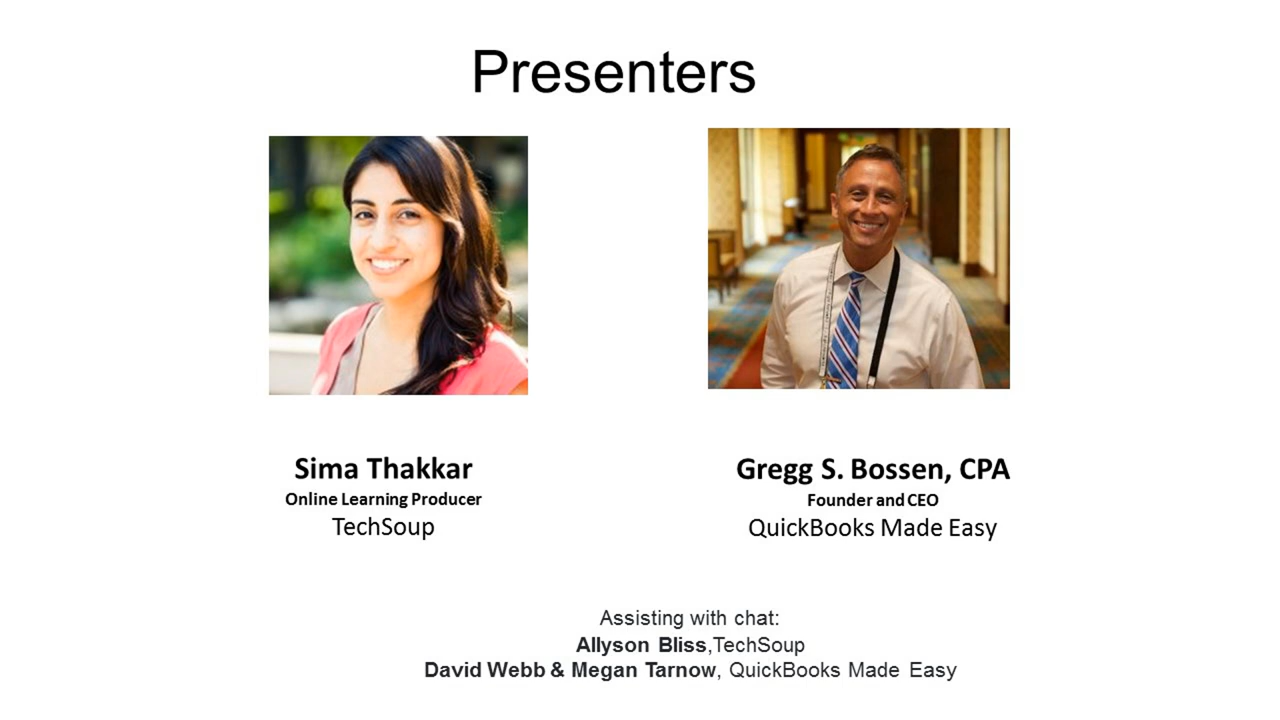 Presenters
Sima Thakkar
Online Learning Producer
TechSoup
Gregg S. Bossen, CPA
Founder and CEO
QuickBooks Made Easy
Assisting with chat:
Allyson Bliss,TechSoup
David Webb & Megan Tarnow, QuickBooks Made Easy